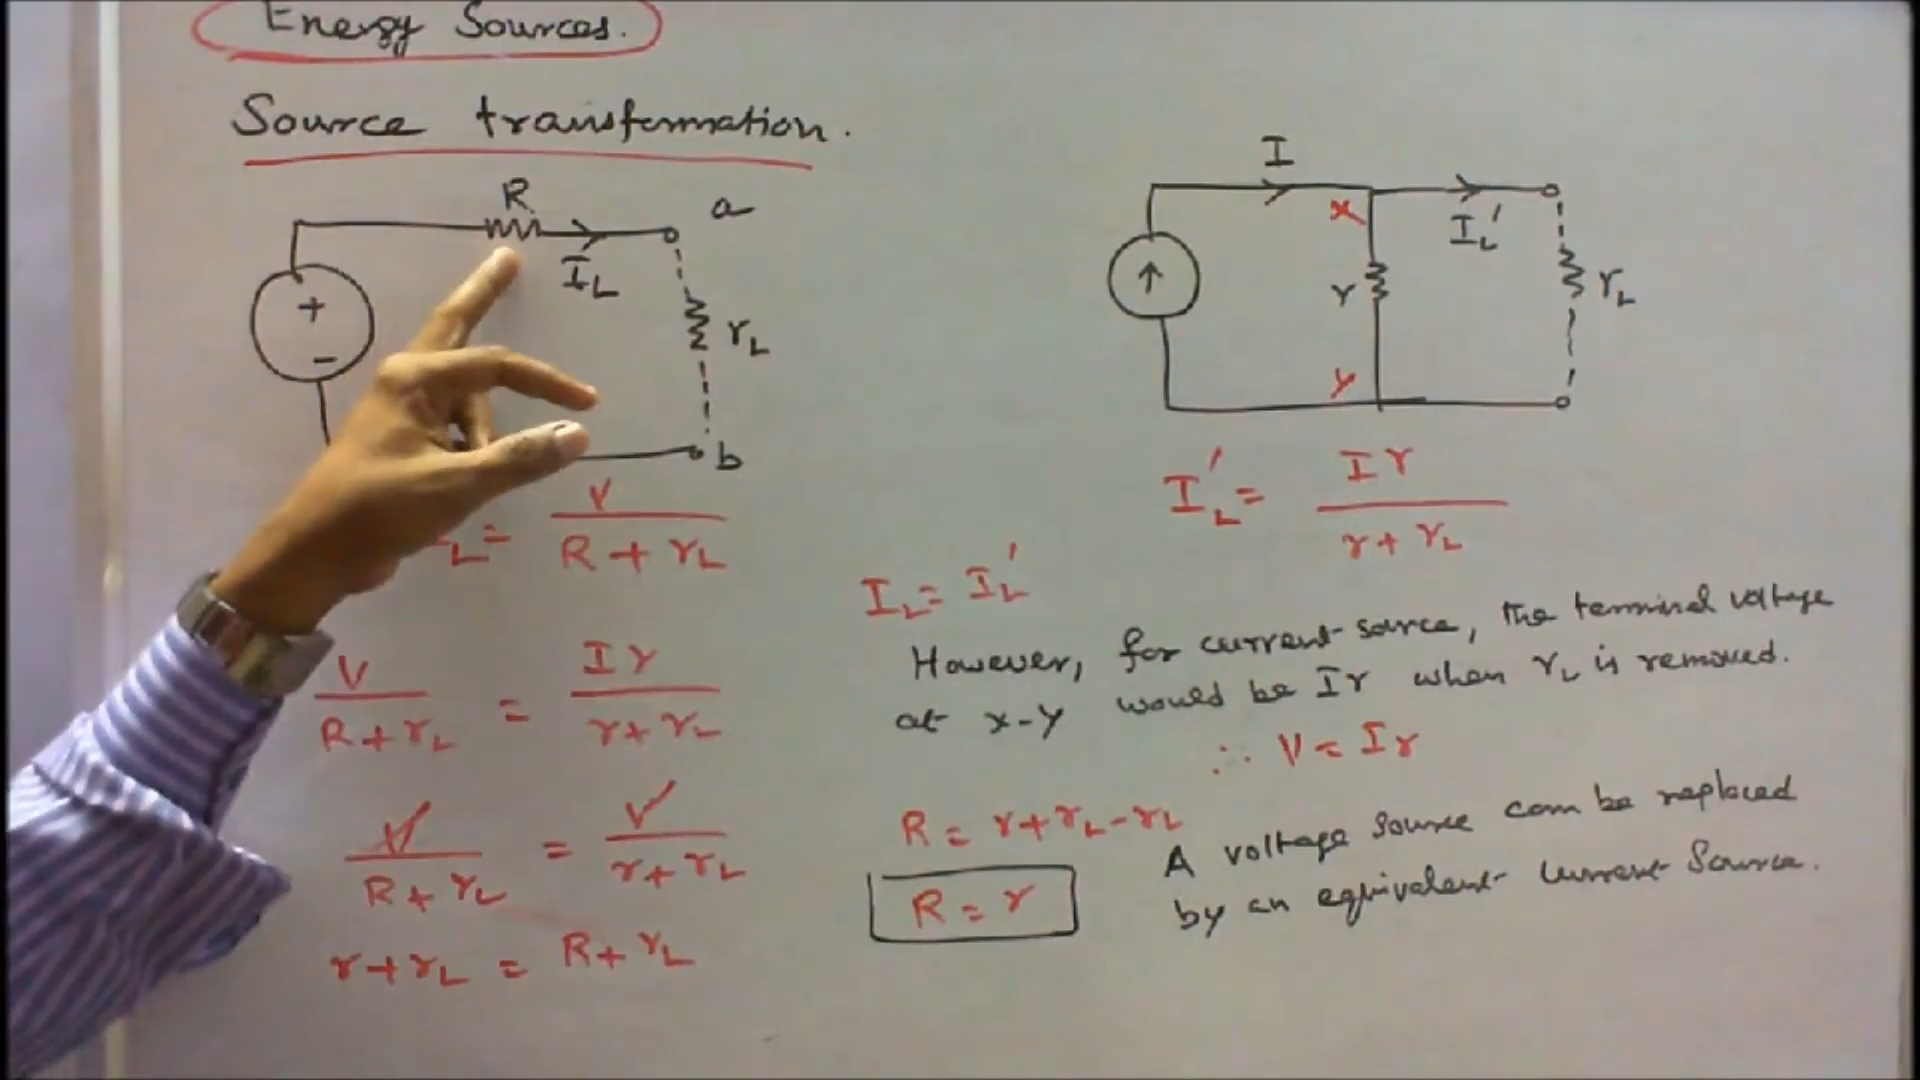 Energy Sources.
Source transformation.
R
a
I_L
+
-
r_L
b
I
x
I_L'
r
r_L
y
L = V / (R + r_L)
I_L' = I r / (r + r_L)
I_L = I_L'
However, for current source, the terminal voltage
at x-y would be Ir when r_L is removed.
∴ V = Ir
V / (R + r_L) = I r / (r + r_L)
V / (R + r_L) = V / (r + r_L)
r + r_L = R + r_L
R = r + r_L - r_L
R = r
A voltage source can be replaced
by an equivalent current source.